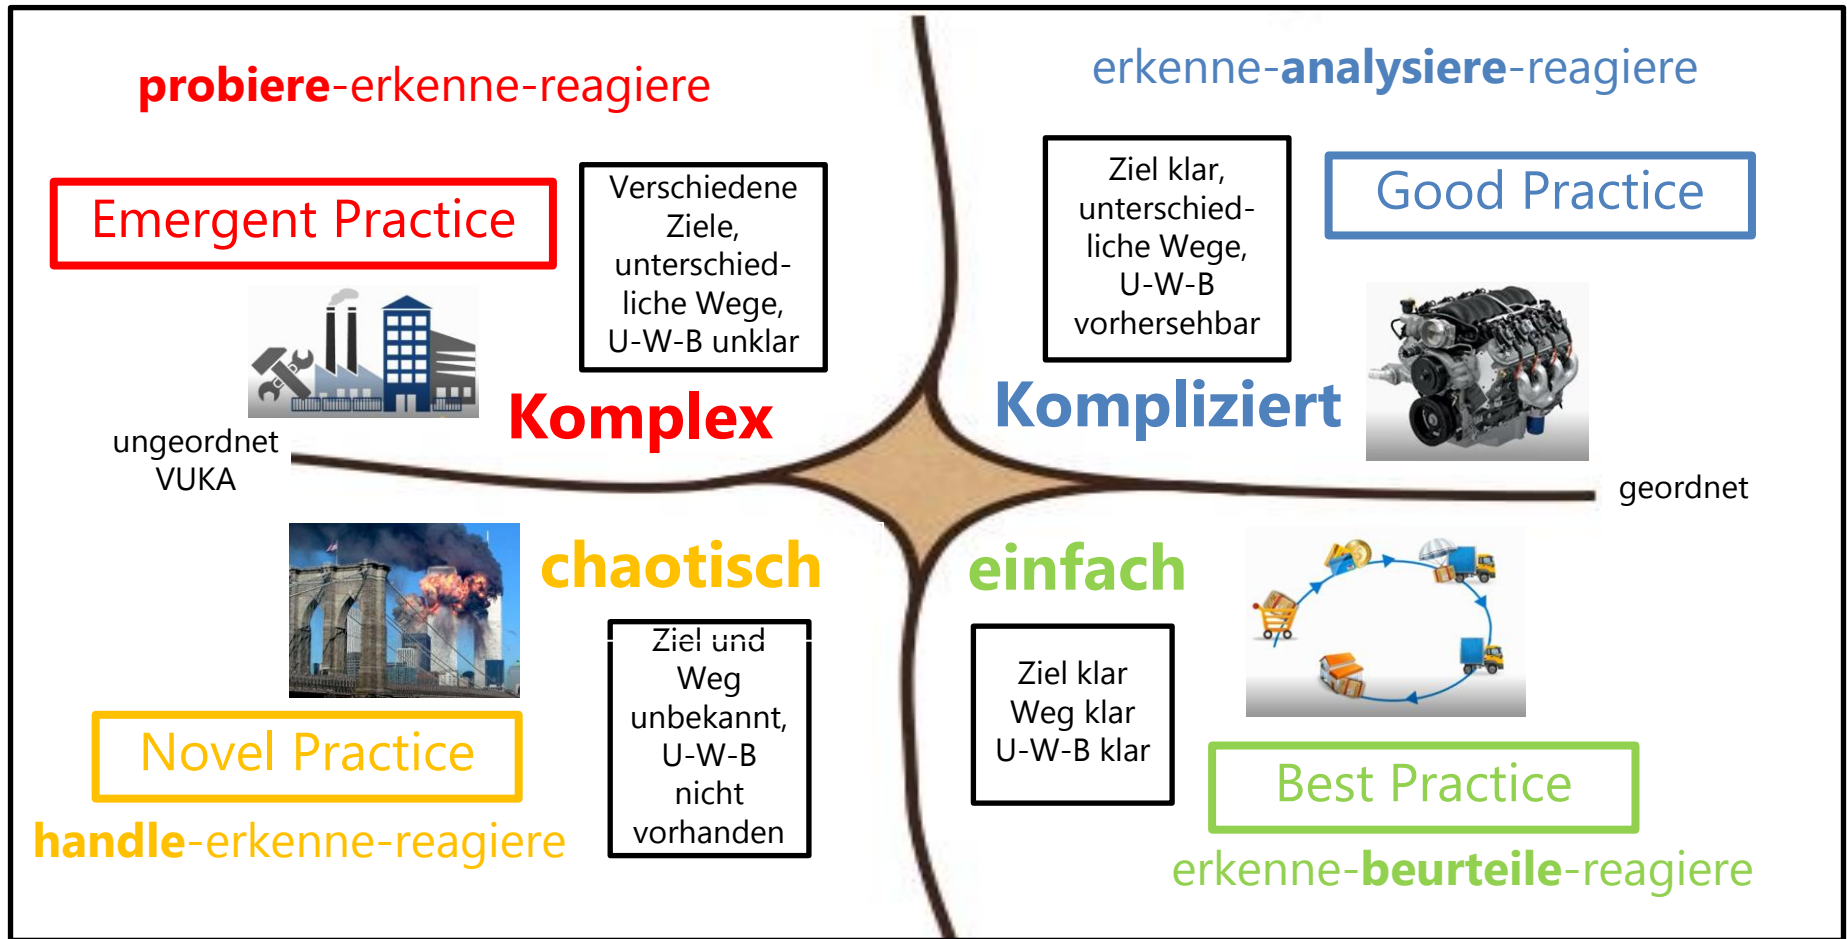 probiere-erkenne-reagiere
Emergent Practice
Verschiedene
Ziele,
unterschied-
liche Wege,
U-W-B unklar
Komplex
ungeordnet
VUKA
erkenne-analysiere-reagiere
Ziel klar,
unterschied-
liche Wege,
U-W-B
vorhersehbar
Good Practice
Kompliziert
geordnet
chaotisch
Ziel und
Weg
unbekannt,
U-W-B
nicht
vorhanden
Novel Practice
handle-erkenne-reagiere
einfach
Ziel klar
Weg klar
U-W-B klar
Best Practice
erkenne-beurteile-reagiere